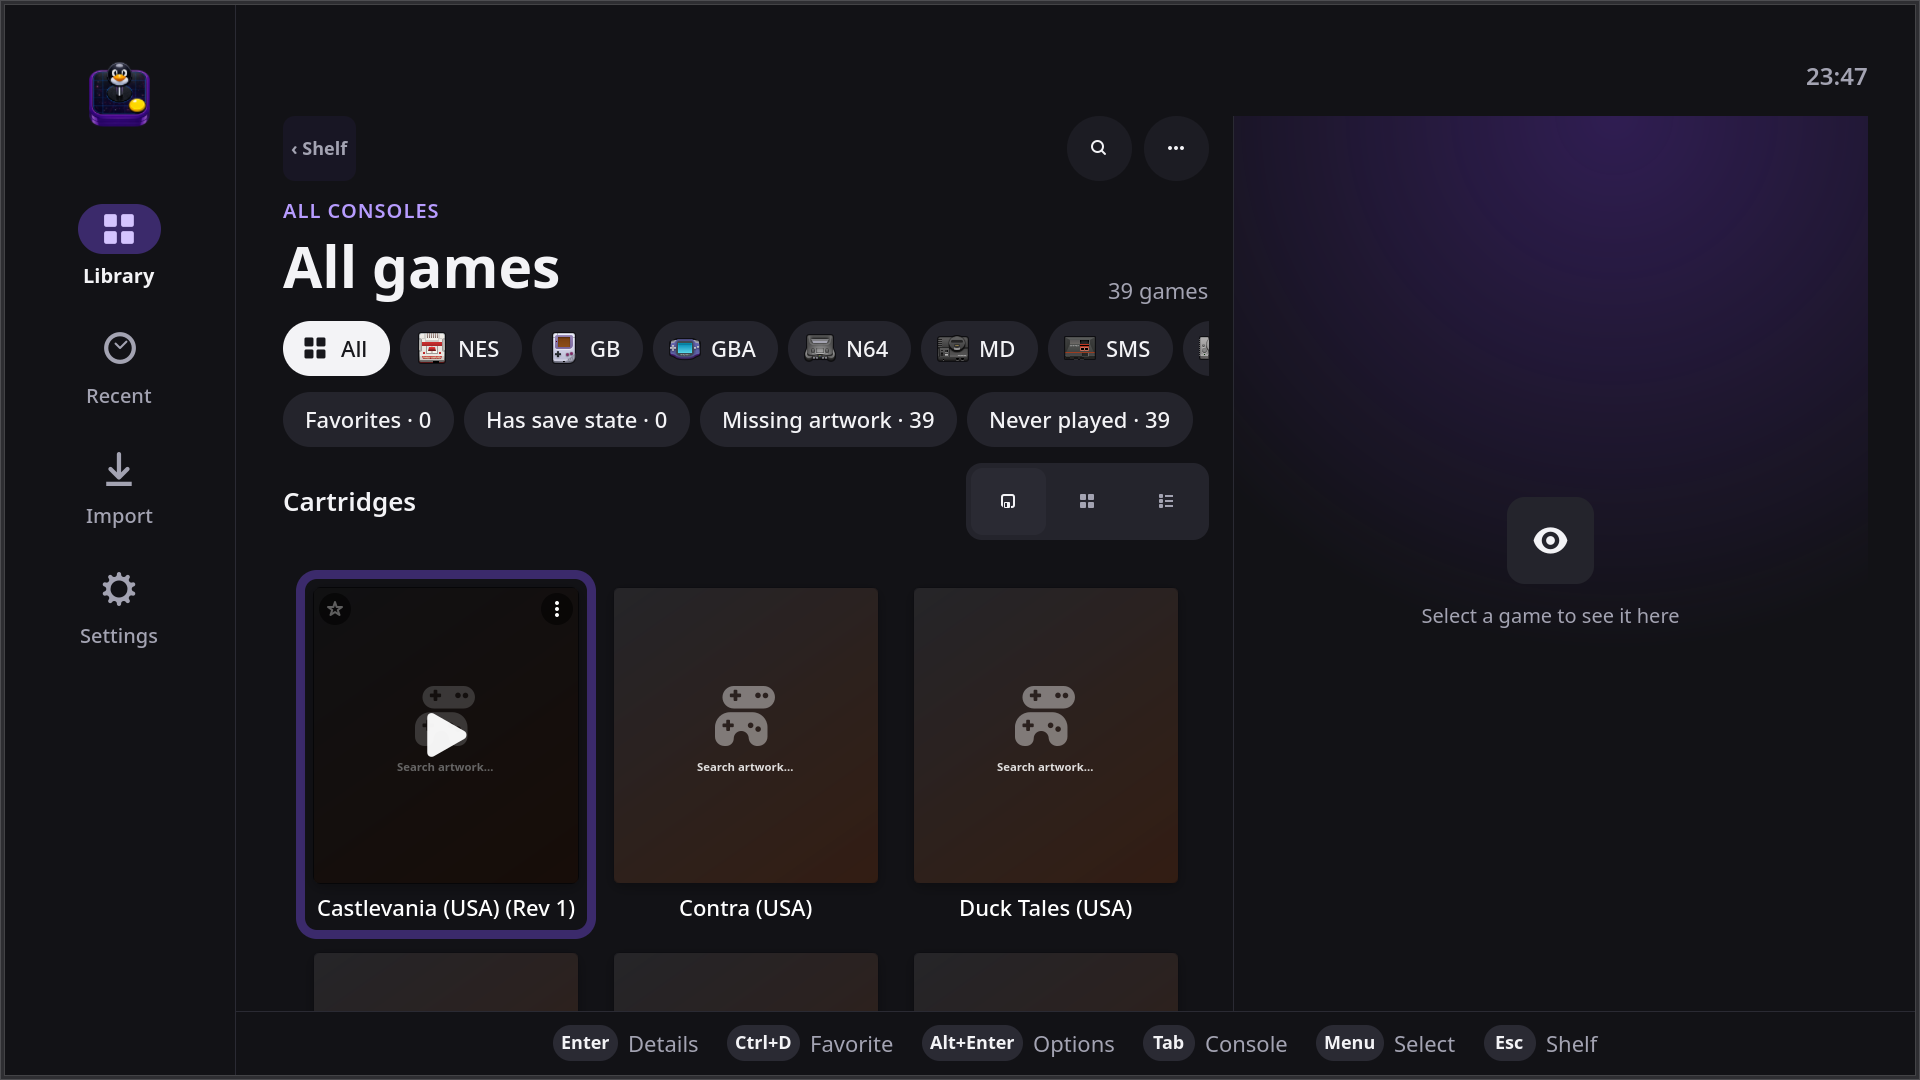 23:47
‹ Shelf
ALL CONSOLES
All games
39 games
Library
Recent
Import
Settings
All
NES
GB
GBA
N64
MD
SMS
Favorites · 0
Has save state · 0
Missing artwork · 39
Never played · 39
Cartridges
Search artwork...
Search artwork...
Search artwork...
Castlevania (USA) (Rev 1)
Contra (USA)
Duck Tales (USA)
Select a game to see it here
Enter Details
Ctrl+D Favorite
Alt+Enter Options
Tab Console
Menu Select
Esc Shelf